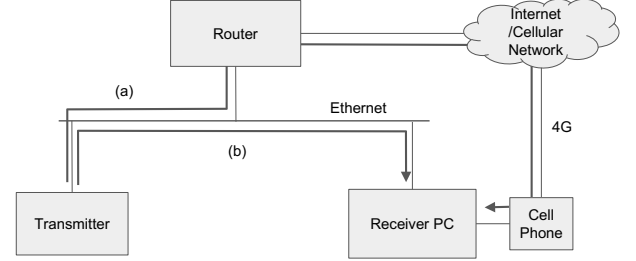 Internet
/Cellular
Network
Router
(a)
Ethernet
4G
(b)
Transmitter
Receiver PC
Cell
Phone